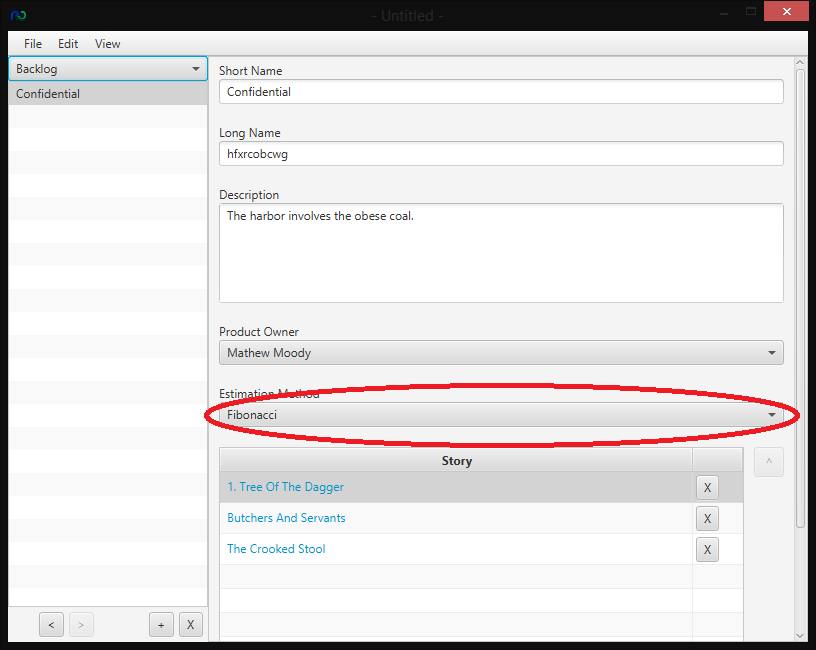 - Untitled -
File Edit View
Backlog
Confidential
Short Name
Confidential
Long Name
hfxrcobcwg
Description
The harbor involves the obese coal.
Product Owner
Mathew Moody
Estimation Method
Fibonacci
Story
^
1. Tree Of The Dagger X
Butchers And Servants X
The Crooked Stool X
< > + X